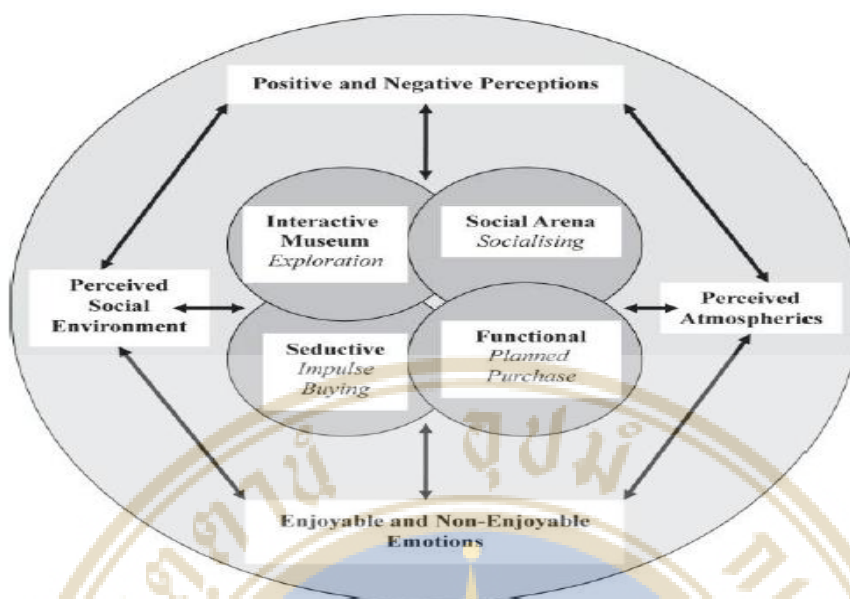 Positive and Negative Perceptions
Interactive
Museum
Exploration
Social Arena
Socialising
Perceived
Social
Environment
Perceived
Atmospherics
Seductive
Impulse
Buying
Functional
Planned
Purchase
Enjoyable and Non-Enjoyable
Emotions